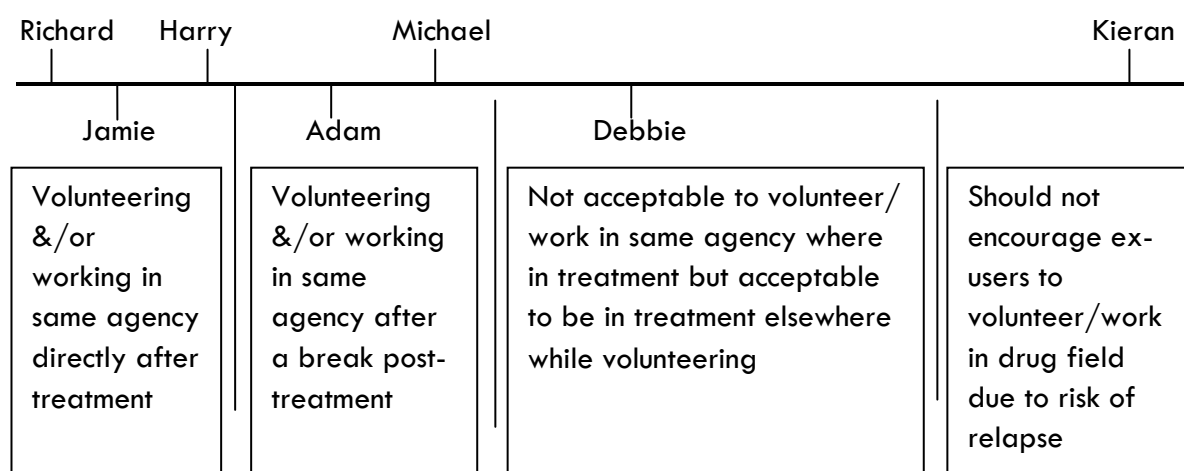 Richard Harry Michael Kieran
Jamie Adam Debbie
Volunteering
&/or
working in
same agency
directly after
treatment
Volunteering
&/or working
in same
agency after
a break post-
treatment
Not acceptable to volunteer/
work in same agency where
in treatment but acceptable
to be in treatment elsewhere
while volunteering
Should not
encourage ex-
users to
volunteer/work
in drug field
due to risk of
relapse